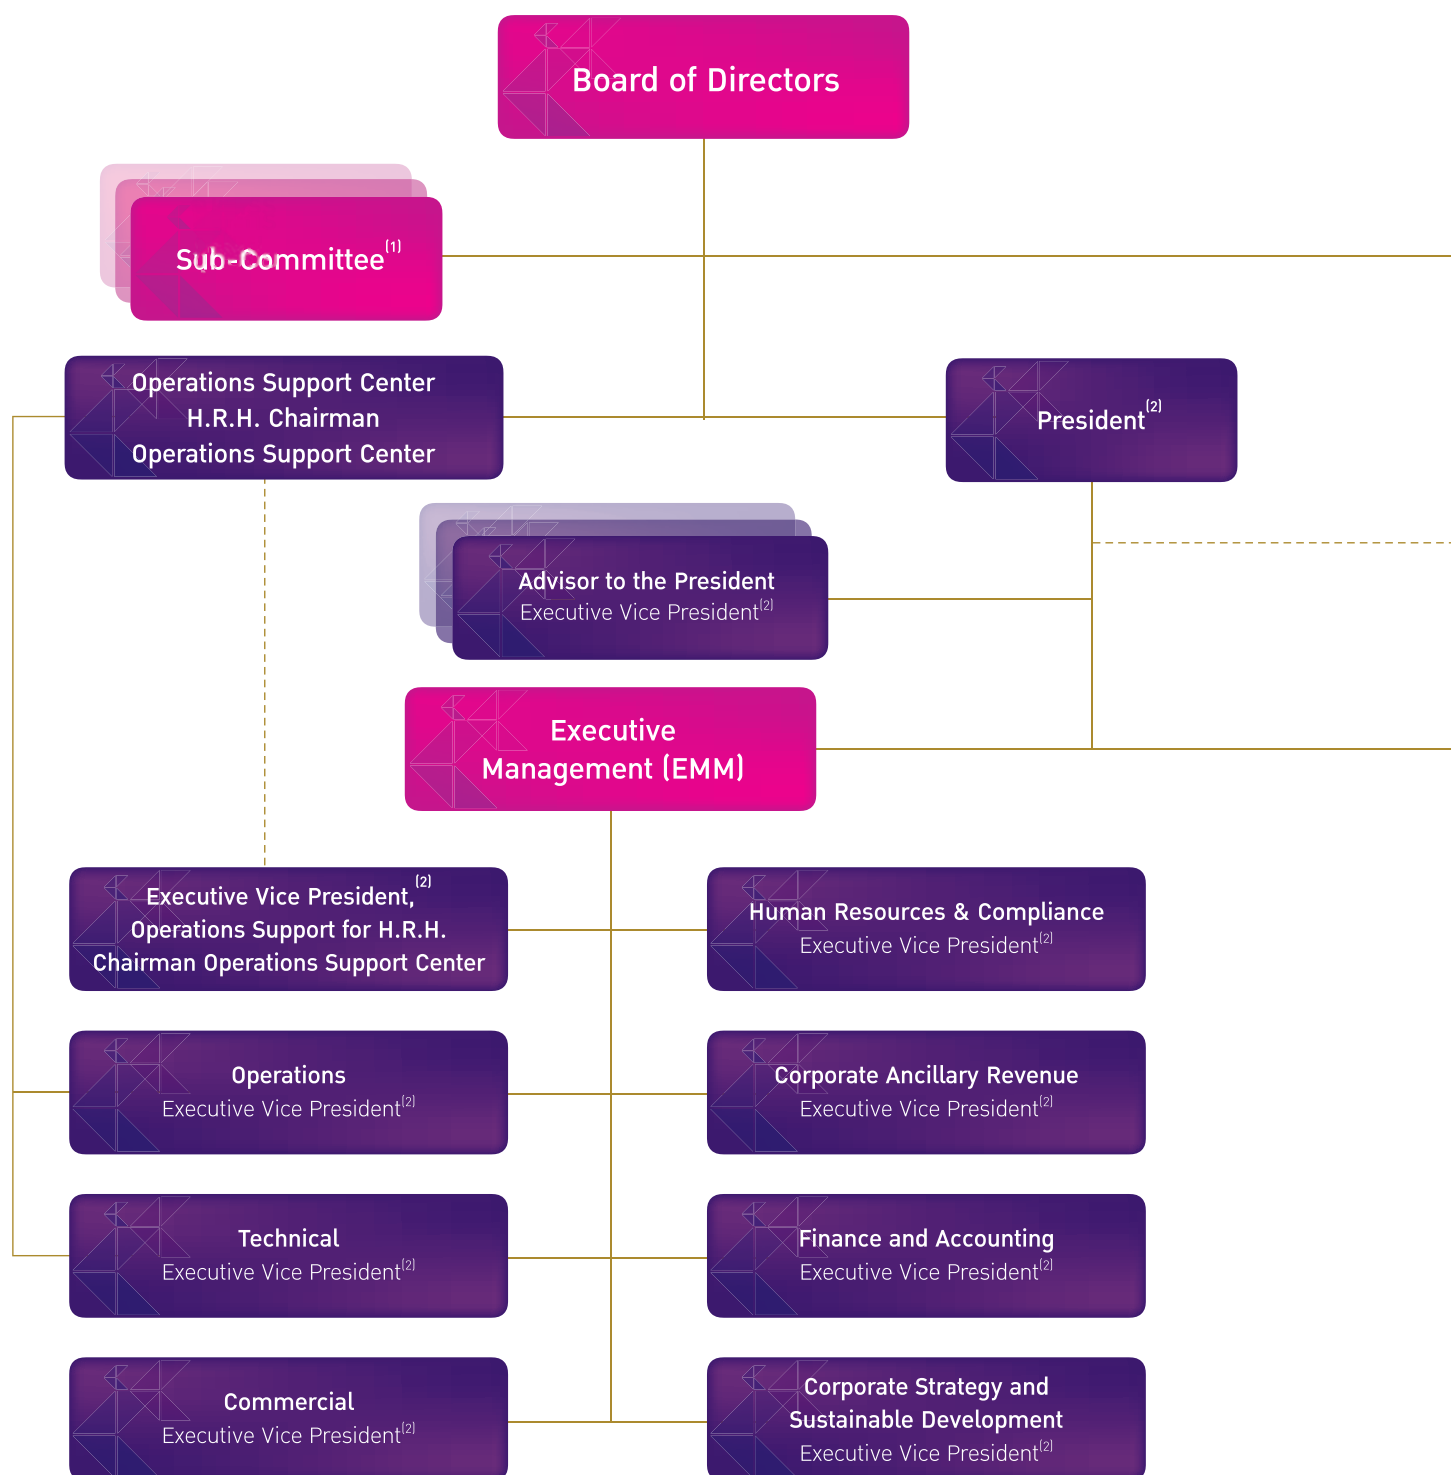 Board of Directors
Sub-Committee(1)
Operations Support Center
H.R.H. Chairman
Operations Support Center
President(2)
Advisor to the President
Executive Vice President(2)
Executive
Management (EMM)
Executive Vice President,(2)
Operations Support for H.R.H.
Chairman Operations Support Center
Human Resources & Compliance
Executive Vice President(2)
Operations
Executive Vice President(2)
Corporate Ancillary Revenue
Executive Vice President(2)
Technical
Executive Vice President(2)
Finance and Accounting
Executive Vice President(2)
Commercial
Executive Vice President(2)
Corporate Strategy and
Sustainable Development
Executive Vice President(2)